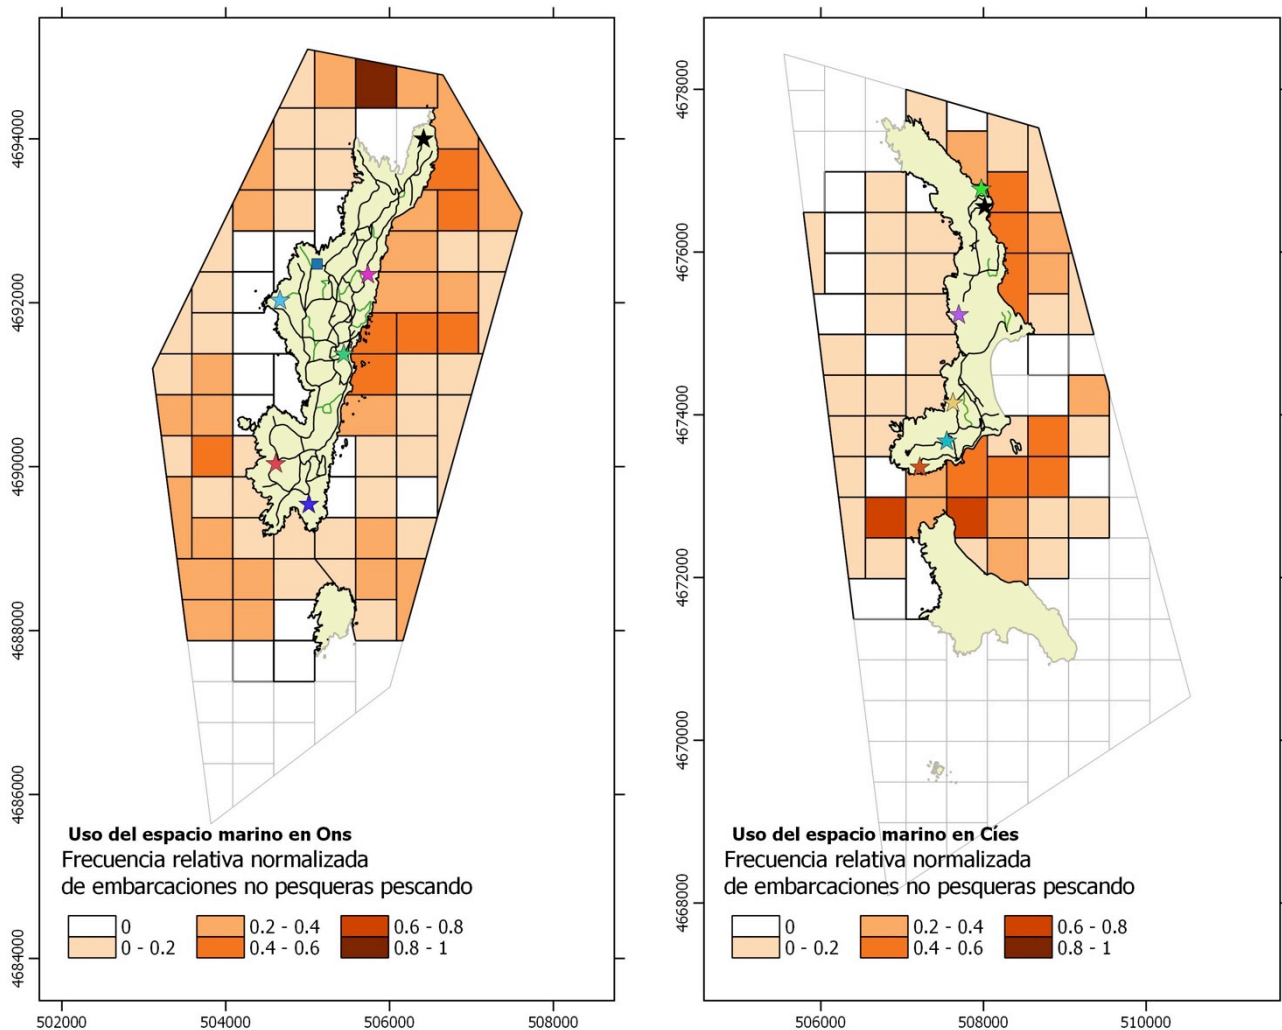 4694000
4692000
4690000
4688000
4686000
4684000
502000
504000
506000
508000
Uso del espacio marino en Ons
Frecuencia relativa normalizada
de embarcaciones no pesqueras pescando
0
0 - 0.2
0.2 - 0.4
0.4 - 0.6
0.6 - 0.8
0.8 - 1
4678000
4676000
4674000
4672000
4670000
4668000
506000
508000
510000
Uso del espacio marino en Cíes
Frecuencia relativa normalizada
de embarcaciones no pesqueras pescando
0
0 - 0.2
0.2 - 0.4
0.4 - 0.6
0.6 - 0.8
0.8 - 1